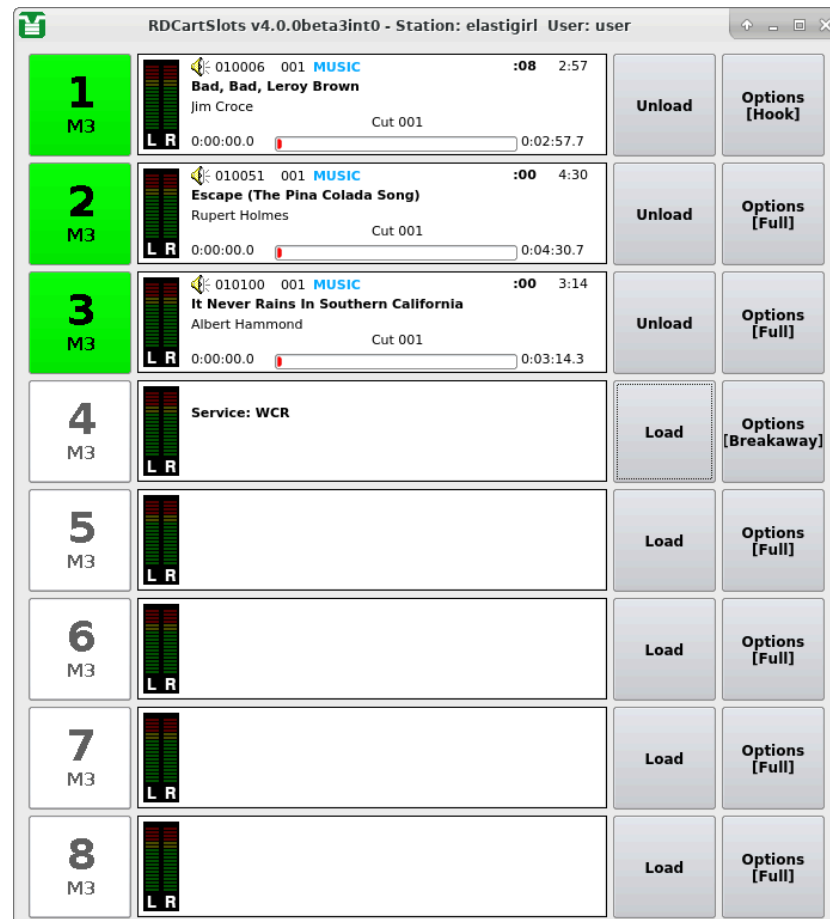 RDCartSlots v4.0.0beta3int0 - Station: elastigirl User: user
1
M3
L R
010006 001 MUSIC :08 2:57
Bad, Bad, Leroy Brown
Jim Croce
Cut 001
0:00:00.0 0:02:57.7
Unload
Options
[Hook]
2
M3
L R
010051 001 MUSIC :00 4:30
Escape (The Pina Colada Song)
Rupert Holmes
Cut 001
0:00:00.0 0:04:30.7
Unload
Options
[Full]
3
M3
L R
010100 001 MUSIC :00 3:14
It Never Rains In Southern California
Albert Hammond
Cut 001
0:00:00.0 0:03:14.3
Unload
Options
[Full]
4
M3
L R
Service: WCR
Load
Options
[Breakaway]
5
M3
L R
Load
Options
[Full]
6
M3
L R
Load
Options
[Full]
7
M3
L R
Load
Options
[Full]
8
M3
L R
Load
Options
[Full]